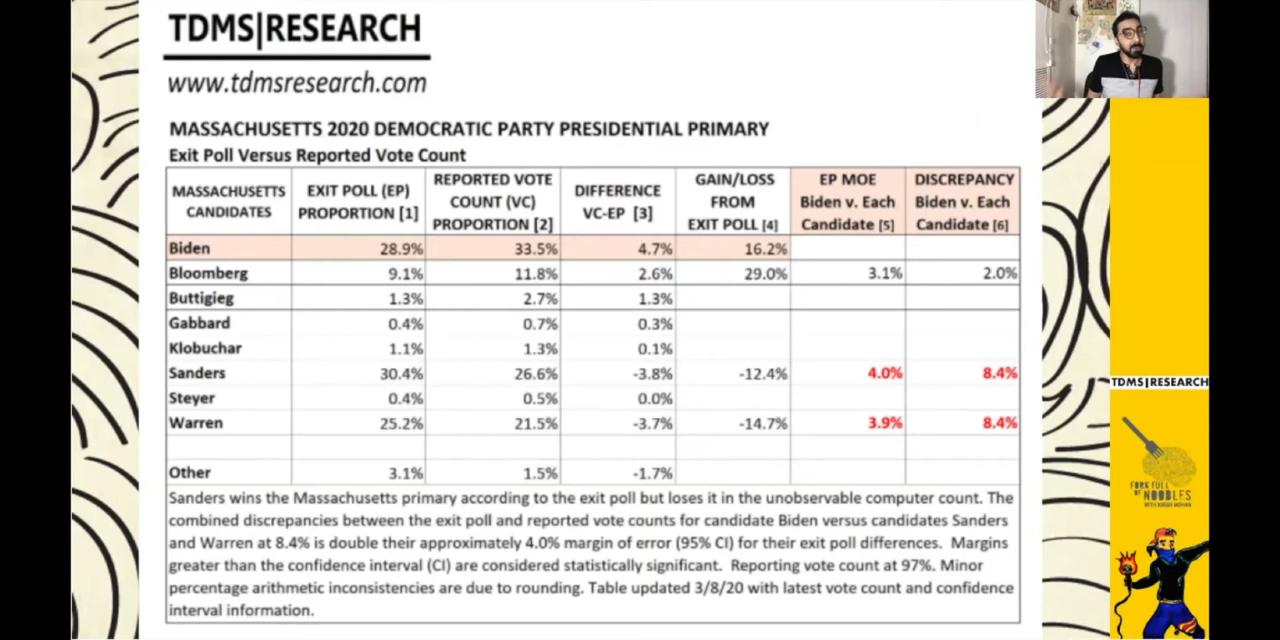 TDMS|RESEARCH
www.tdmsresearch.com
MASSACHUSETTS 2020 DEMOCRATIC PARTY PRESIDENTIAL PRIMARY
Exit Poll Versus Reported Vote Count
MASSACHUSETTS CANDIDATES EXIT POLL (EP) PROPORTION [1] REPORTED VOTE COUNT (VC) PROPORTION [2] DIFFERENCE VC-EP [3] GAIN/LOSS FROM EXIT POLL [4] EP MOE Biden v. Each Candidate [5] DISCREPANCY Biden v. Each Candidate [6]
Biden 28.9% 33.5% 4.7% 16.2%
Bloomberg 9.1% 11.8% 2.6% 29.0% 3.1% 2.0%
Buttigieg 1.3% 2.7% 1.3%
Gabbard 0.4% 0.7% 0.3%
Klobuchar 1.1% 1.3% 0.1%
Sanders 30.4% 26.6% -3.8% -12.4% 4.0% 8.4%
Steyer 0.4% 0.5% 0.0%
Warren 25.2% 21.5% -3.7% -14.7% 3.9% 8.4%
Other 3.1% 1.5% -1.7%
Sanders wins the Massachusetts primary according to the exit poll but loses it in the unobservable computer count. The
combined discrepancies between the exit poll and reported vote counts for candidate Biden versus candidates Sanders
and Warren at 8.4% is double their approximately 4.0% margin of error (95% CI) for their exit poll differences. Margins
greater than the confidence interval (CI) are considered statistically significant. Reporting vote count at 97%. Minor
percentage arithmetic inconsistencies are due to rounding. Table updated 3/8/20 with latest vote count and confidence
interval information.
TDMS|RESEARCH
FORK FULL
OF NOODLES